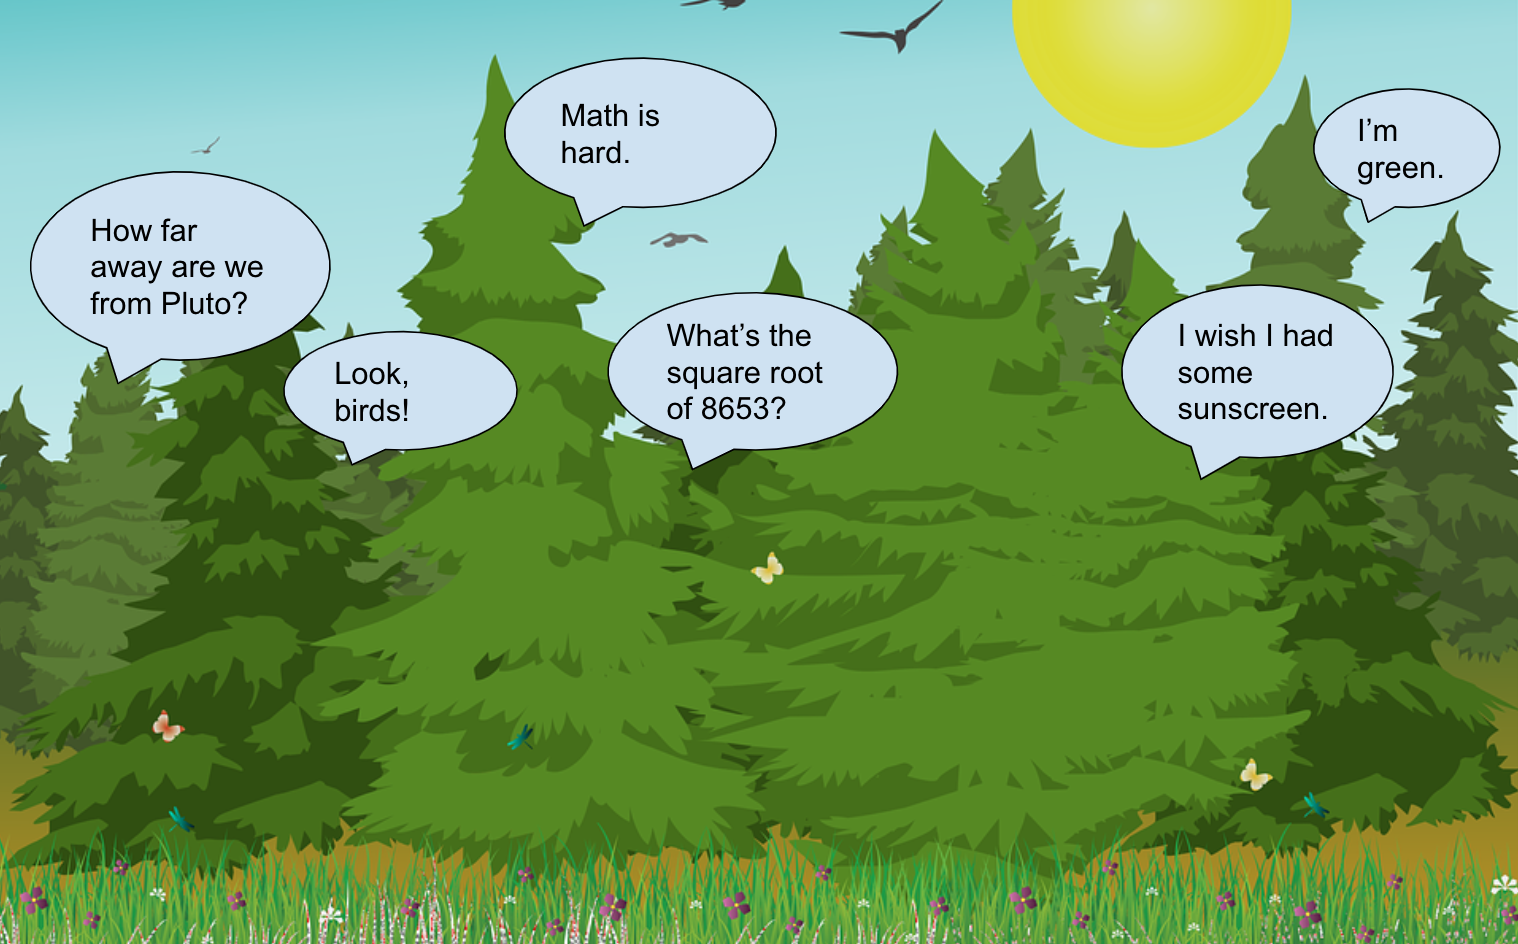 Math is
hard.
I’m
green.
How far
away are we
from Pluto?
Look,
birds!
What’s the
square root
of 8653?
I wish I had
some
sunscreen.